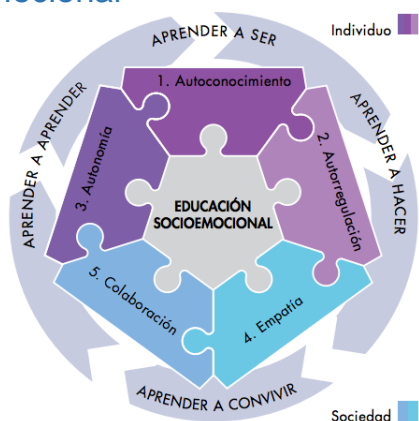 APRENDER A SER
Individuo
1. Autoconocimiento
APRENDER A APRENDER
3. Autonomía
2. Autorregulación
APRENDER A HACER
EDUCACIÓN
SOCIOEMOCIONAL
5. Colaboración
4. Empatía
APRENDER A CONVIVIR
Sociedad